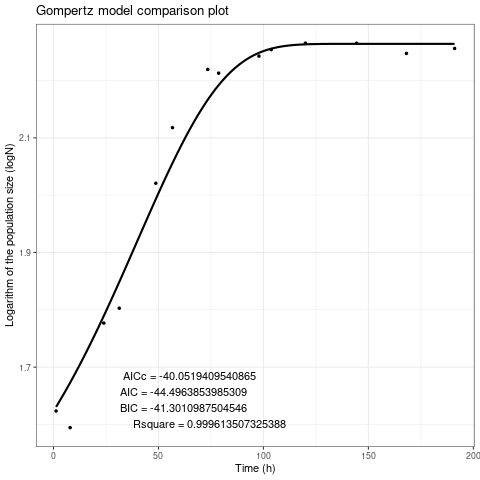 Gompertz model comparison plot
Logarithm of the population size (logN)
2.1
1.9
1.7
AICc = -40.0519409540865
AIC = -44.4963853985309
BIC = -41.3010987504546
Rsquare = 0.999613507325388
0 50 100 150 200
Time (h)